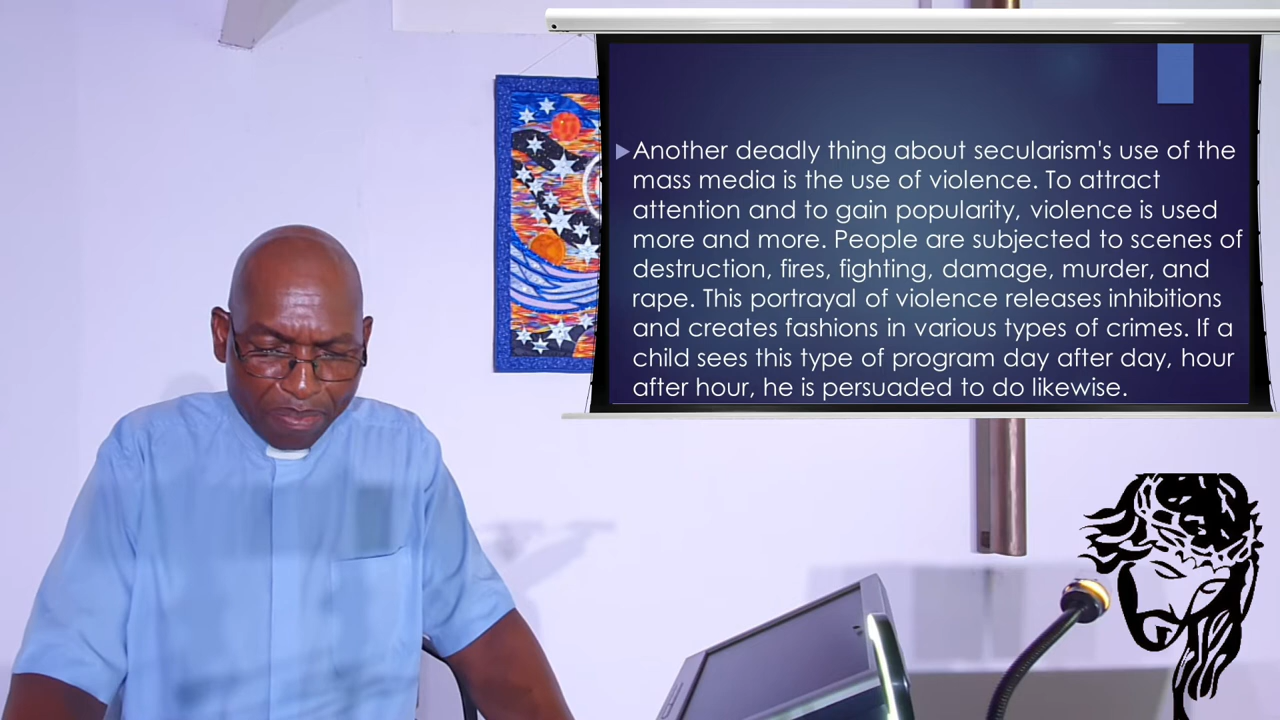 Another deadly thing about secularism's use of the
mass media is the use of violence. To attract
attention and to gain popularity, violence is used
more and more. People are subjected to scenes of
destruction, fires, fighting, damage, murder, and
rape. This portrayal of violence releases inhibitions
and creates fashions in various types of crimes. If a
child sees this type of program day after day, hour
after hour, he is persuaded to do likewise.